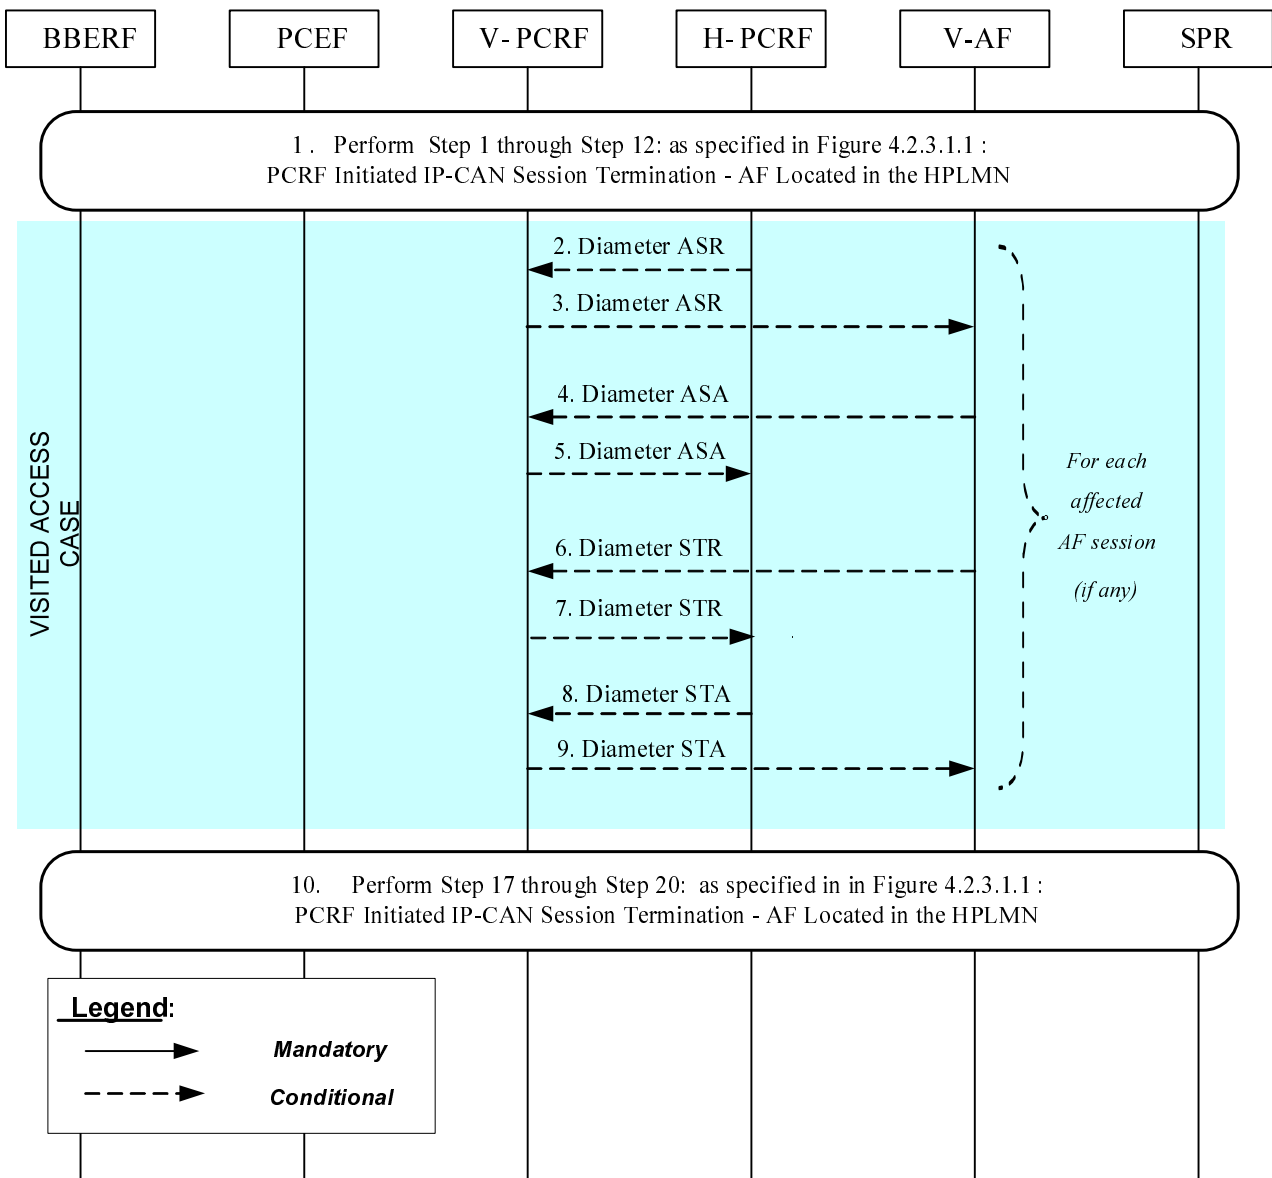 BBERF
PCEF
V- PCRF
H- PCRF
V-AF
SPR
1 . Perform Step 1 through Step 12: as specified in Figure 4.2.3.1.1 :
PCRF Initiated IP-CAN Session Termination - AF Located in the HPLMN
2. Diameter ASR
3. Diameter ASR
4. Diameter ASA
5. Diameter ASA
6. Diameter STR
7. Diameter STR
8. Diameter STA
9. Diameter STA
VISITED ACCESS
CASE
For each
affected
AF session
(if any)
10. Perform Step 17 through Step 20: as specified in in Figure 4.2.3.1.1 :
PCRF Initiated IP-CAN Session Termination - AF Located in the HPLMN
Legend:
Mandatory
Conditional